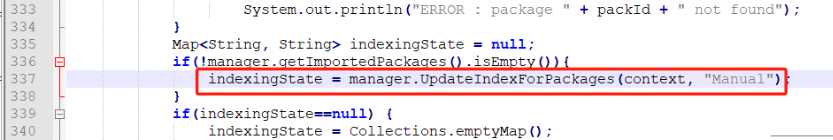 333 System.out.println("ERROR : package " + packId + " not found");
334 }
335 Map<String, String> indexingState = null;
336 if(!manager.getImportedPackages().isEmpty()){
337 indexingState = manager.UpdateIndexForPackages(context, "Manual");
338 }
339 if(indexingState==null) {
340 indexingState = Collections.emptyMap();